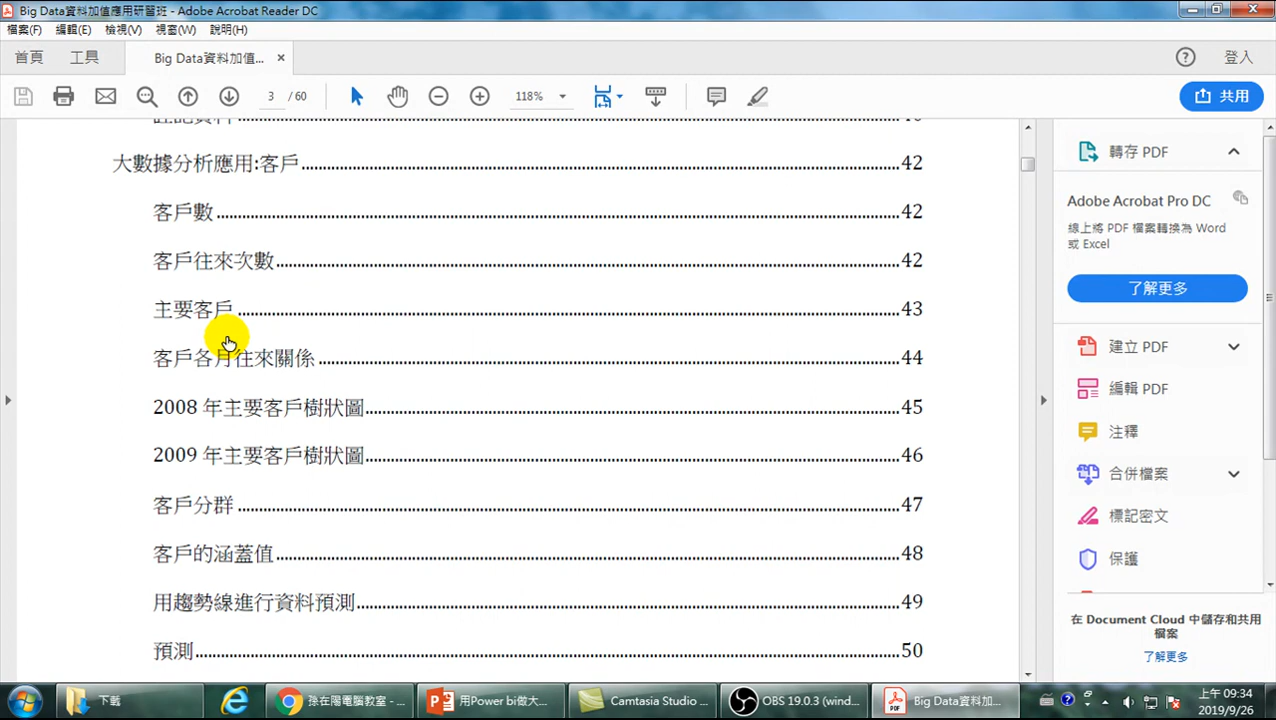 Big Data資料加值應用研習班 - Adobe Acrobat Reader DC
檔案(F) 編輯(E) 檢視(V) 視窗(W) 說明(H)
首頁 工具 Big Data資料加值... × 登入
3 / 60 118% 共用
大數據分析應用:客戶 42
客戶數 42
客戶往來次數 42
主要客戶 43
客戶各月往來關係 44
2008 年主要客戶樹狀圖 45
2009 年主要客戶樹狀圖 46
客戶分群 47
客戶的涵蓋值 48
用趨勢線進行資料預測 49
預測 50
轉存 PDF
Adobe Acrobat Pro DC
線上將 PDF 檔案轉換為 Word
或 Excel
了解更多
建立 PDF
編輯 PDF
注釋
合併檔案
標記密文
保護
在 Document Cloud 中儲存和共用
檔案
了解更多
下載 孫在陽電腦教室 - ... 用Power bi做大... Camtasia Studio ... OBS 19.0.3 (wind... Big Data資料加...
上午 09:34
2019/9/26